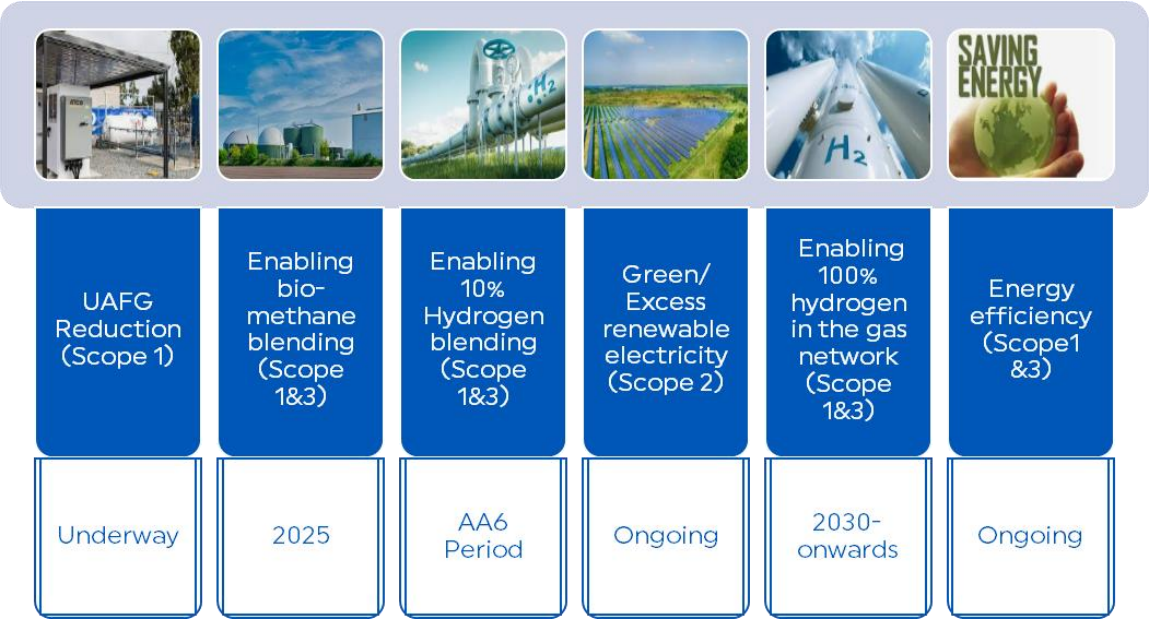 H2
H2
SAVING
ENERGY
UAFG
Reduction
(Scope 1)
Enabling
bio-
methane
blending
(Scope
1&3)
Enabling
10%
Hydrogen
blending
(Scope
1&3)
Green/
Excess
renewable
electricity
(Scope 2)
Enabling
100%
hydrogen
in the gas
network
(Scope
1&3)
Energy
efficiency
(Scope1
&3)
Underway
2025
AA6
Period
Ongoing
2030-
onwards
Ongoing